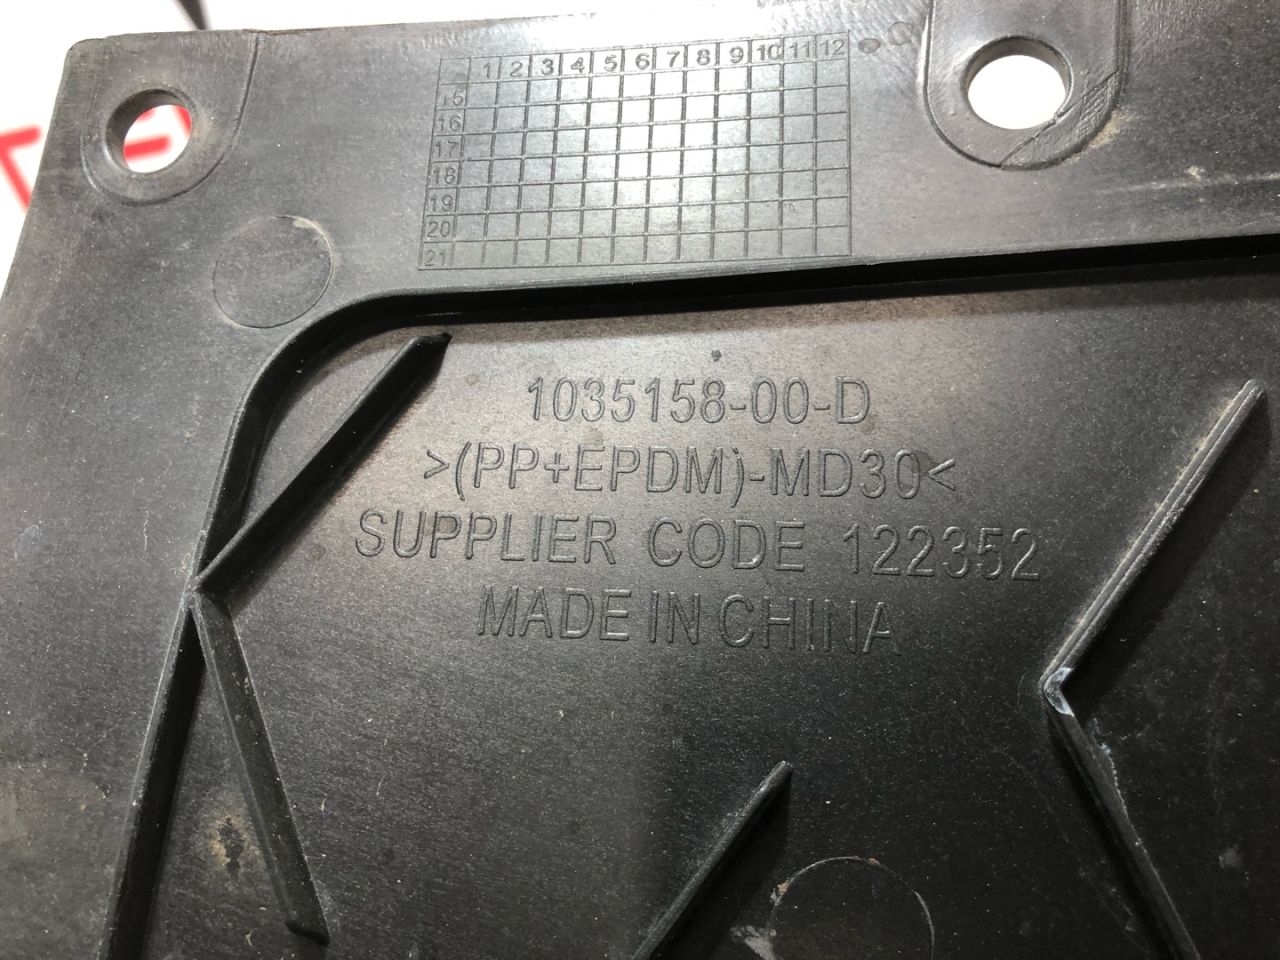 1 2 3 4 5 6 7 8 9 10 11 12
15
16
17
18
19
20
21
1035158-00-D
>(PP+EPDM)-MD30<
SUPPLIER CODE 122352
MADE IN CHINA